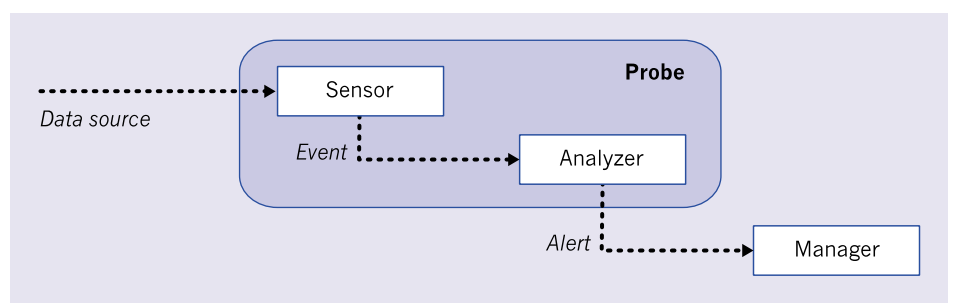 Probe
Sensor
Data source
Event
Analyzer
Alert
Manager